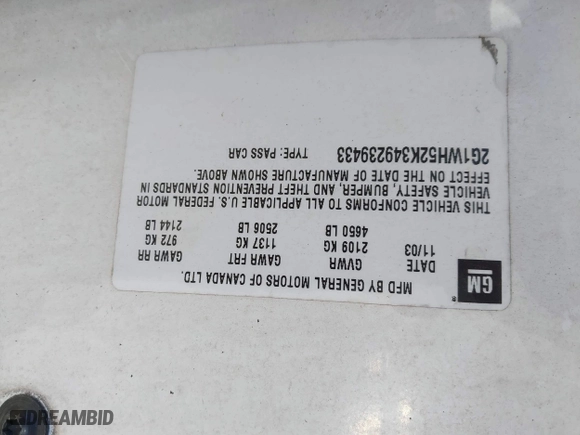 MFD BY GENERAL MOTORS OF CANADA LTD.
GM
DATE GVWR GAWR FRT GAWR RR
11/03 2109 KG 1137 KG 972 KG
4650 LB 2506 LB 2144 LB
THIS VEHICLE CONFORMS TO ALL APPLICABLE U.S. FEDERAL MOTOR
VEHICLE SAFETY, BUMPER, AND THEFT PREVENTION STANDARDS IN
EFFECT ON THE DATE OF MANUFACTURE SHOWN ABOVE.
2G1WH52K349239433 TYPE: PASS CAR
DREAMBID